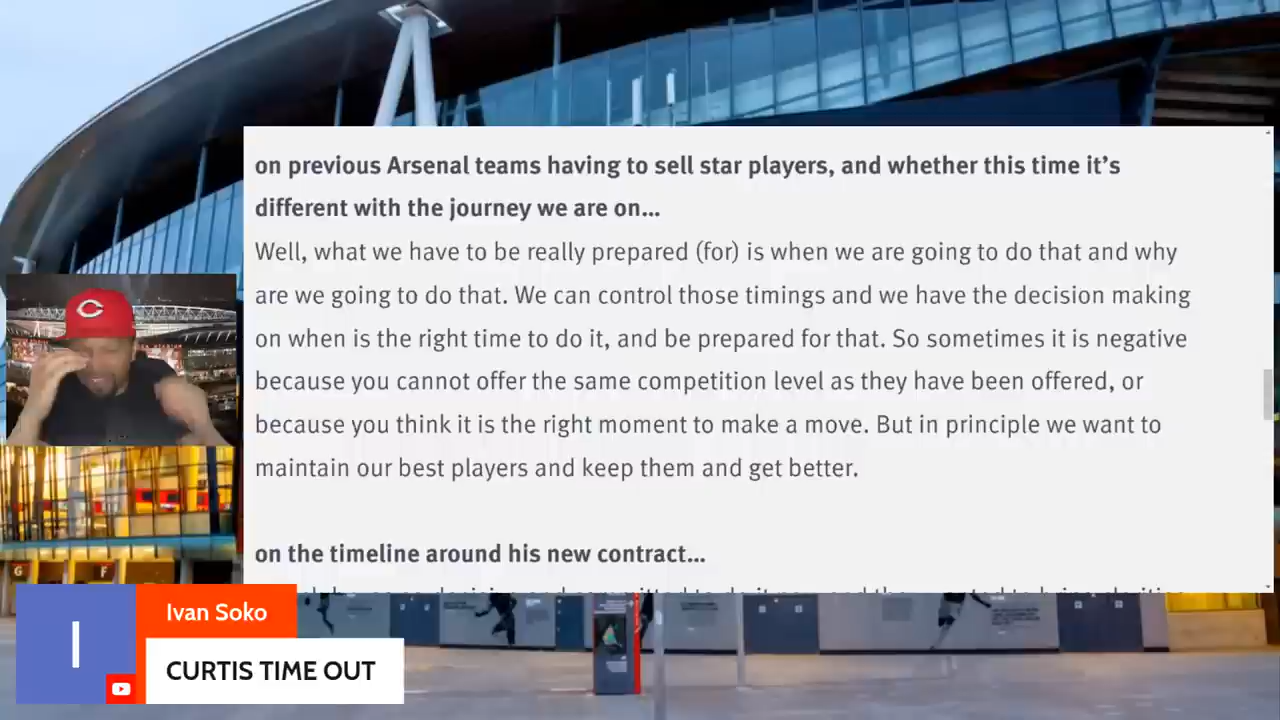 on previous Arsenal teams having to sell star players, and whether this time it's
different with the journey we are on...
Well, what we have to be really prepared (for) is when we are going to do that and why
are we going to do that. We can control those timings and we have the decision making
on when is the right time to do it, and be prepared for that. So sometimes it is negative
because you cannot offer the same competition level as they have been offered, or
because you think it is the right moment to make a move. But in principle we want to
maintain our best players and keep them and get better.
on the timeline around his new contract...
C
G
F
I
Ivan Soko
CURTIS TIME OUT